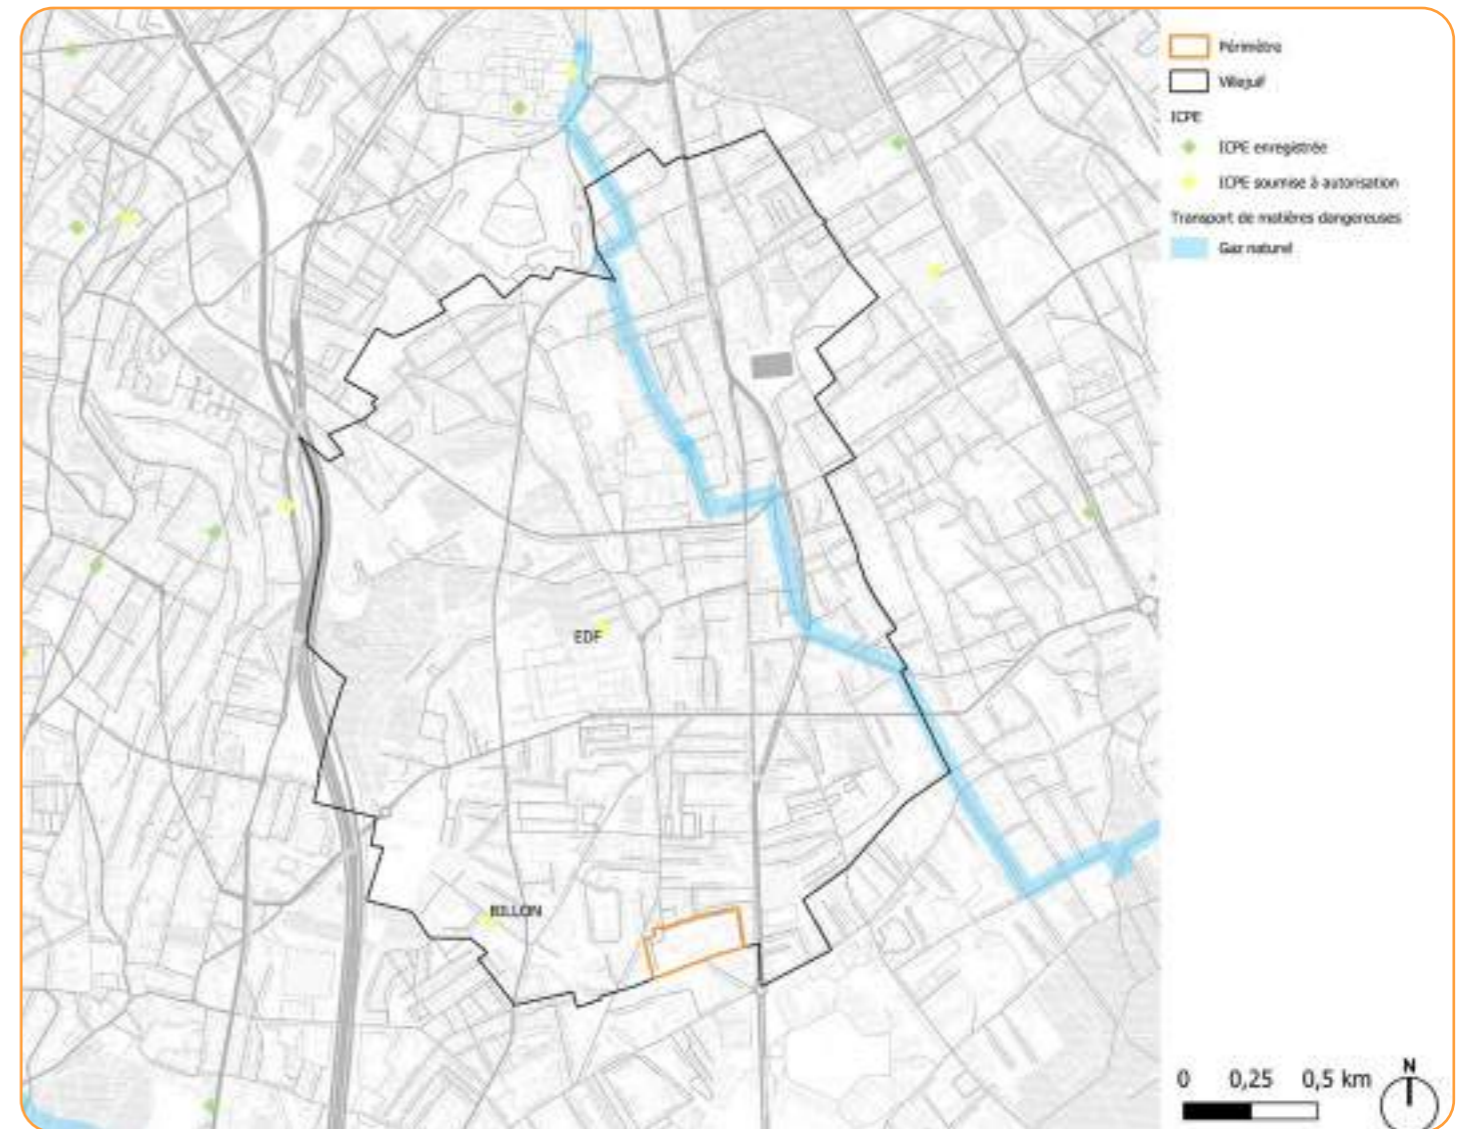 Périmètre
Villejuif
ICPE
ICPE enregistrée
ICPE soumise à autorisation
Transport de matières dangereuses
Gaz naturel
EDF
BILLON
0 0,25 0,5 km
N